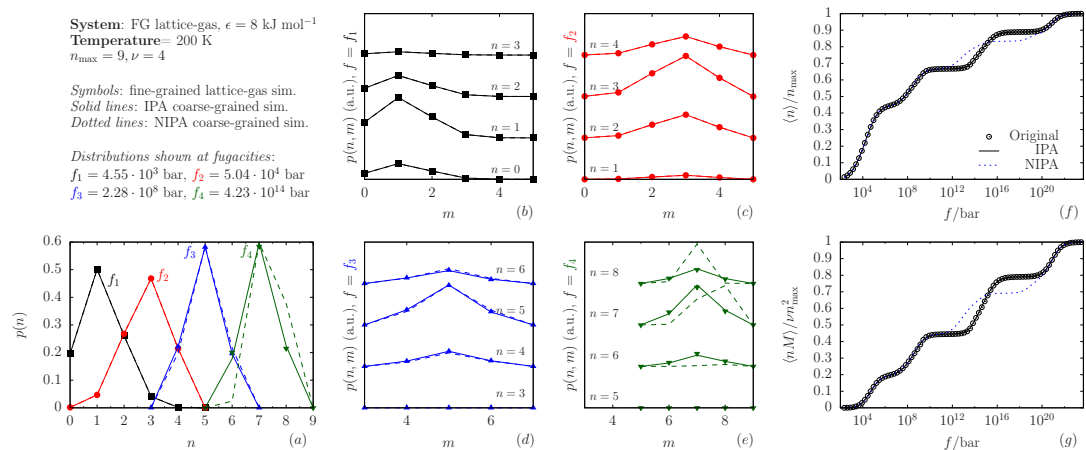 System: FG lattice-gas, ϵ = 8 kJ mol⁻¹
Temperature= 200 K
n_max = 9, ν = 4
Symbols: fine-grained lattice-gas sim.
Solid lines: IPA coarse-grained sim.
Dotted lines: NIPA coarse-grained sim.
Distributions shown at fugacities:
f₁ = 4.55 · 10³ bar, f₂ = 5.04 · 10⁴ bar
f₃ = 2.28 · 10⁸ bar, f₄ = 4.23 · 10¹⁴ bar
p(n, m) (a.u.), f = f₁
n = 3
n = 2
n = 1
n = 0
0 2 4
m
(b)
p(n, m) (a.u.), f = f₂
n = 4
n = 3
n = 2
n = 1
0 2 4
m
(c)
⟨n⟩/n_max
1
0.9
0.8
0.7
0.6
0.5
0.4
0.3
0.2
0.1
0
Original
IPA
NIPA
10⁴ 10⁸ 10¹² 10¹⁶ 10²⁰
f/bar
(f)
p(n)
0.6
0.5
0.4
0.3
0.2
0.1
0
f₁
f₂
f₃
f₄
0 1 2 3 4 5 6 7 8 9
n
(a)
p(n, m) (a.u.), f = f₃
n = 6
n = 5
n = 4
n = 3
4 6
m
(d)
p(n, m) (a.u.), f = f₄
n = 8
n = 7
n = 6
n = 5
4 6 8
m
(e)
⟨nM⟩/νn²_max
1
0.9
0.8
0.7
0.6
0.5
0.4
0.3
0.2
0.1
0
10⁴ 10⁸ 10¹² 10¹⁶ 10²⁰
f/bar
(g)